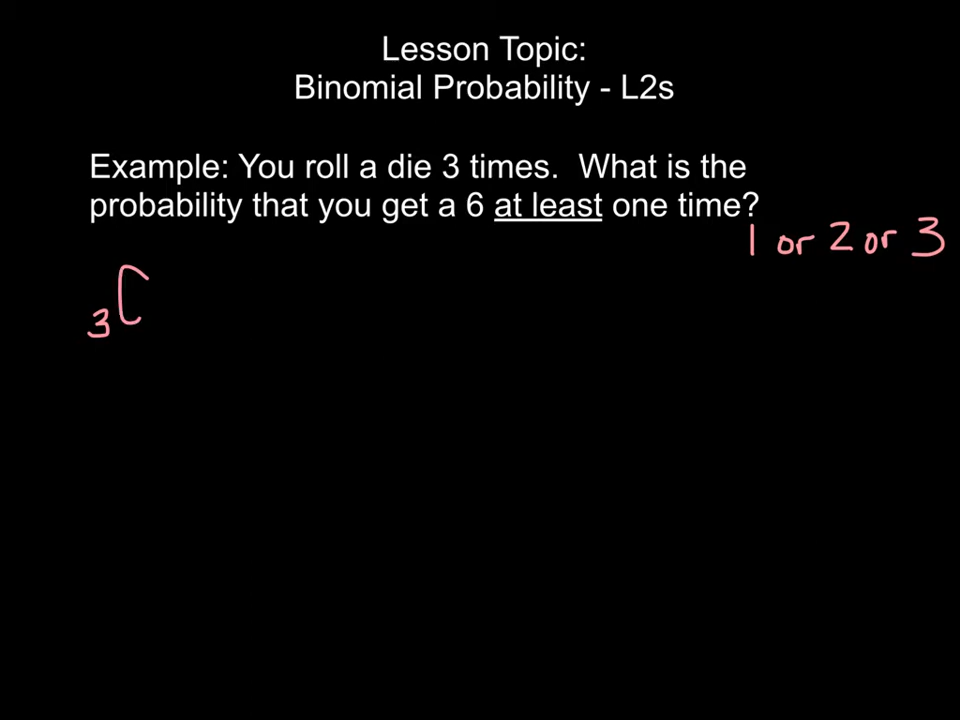 Lesson Topic:
Binomial Probability - L2s
Example: You roll a die 3 times. What is the
probability that you get a 6 at least one time?
1 or 2 or 3
3 C